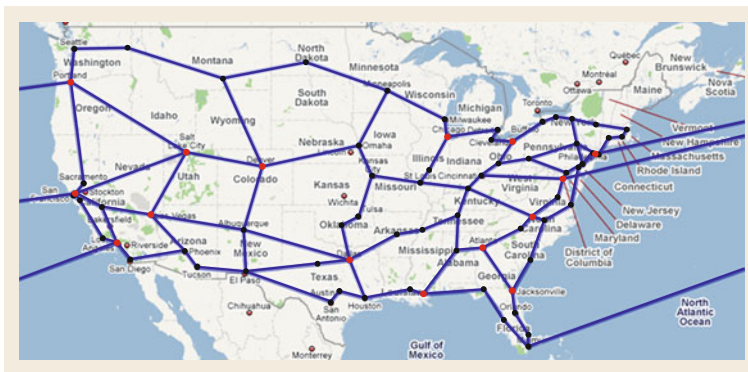 Seattle
Washington
Portland
Oregon
Montana
North
Dakota
Minnesota
Minneapolis
South
Dakota
Wisconsin
Michigan
Milwaukee
Chicago
Detroit
Toronto
Ottawa
Montréal
Québec
New
Brunswick
Nova
Scotia
Maine
Idaho
Wyoming
Salt
Lake City
Nevada
Utah
Denver
Colorado
Nebraska
Iowa
Omaha
Kansas
City
Kansas
Wichita
Illinois
Indiana
Ohio
Cleveland
Buffalo
New York
Pennsylvania
Vermont
New Hampshire
Massachusetts
Rhode Island
Connecticut
New Jersey
Delaware
Maryland
District of
Columbia
Sacramento
San
Francisco
Stockton
California
Bakersfield
Las Vegas
Los
Angeles
Riverside
San Diego
Arizona
Phoenix
Tucson
Albuquerque
New
Mexico
El Paso
Chihuahua
Oklahoma
Tulsa
Missouri
St Louis
Cincinnati
West
Virginia
Virginia
Kentucky
Tennessee
Arkansas
Mississippi
Alabama
Atlanta
Georgia
South
Carolina
Carolina
Texas
Austin
San
Antonio
Houston
Louisiana
Jacksonville
Orlando
Florida
Monterrey
Gulf of
Mexico
North
Atlantic
Ocean